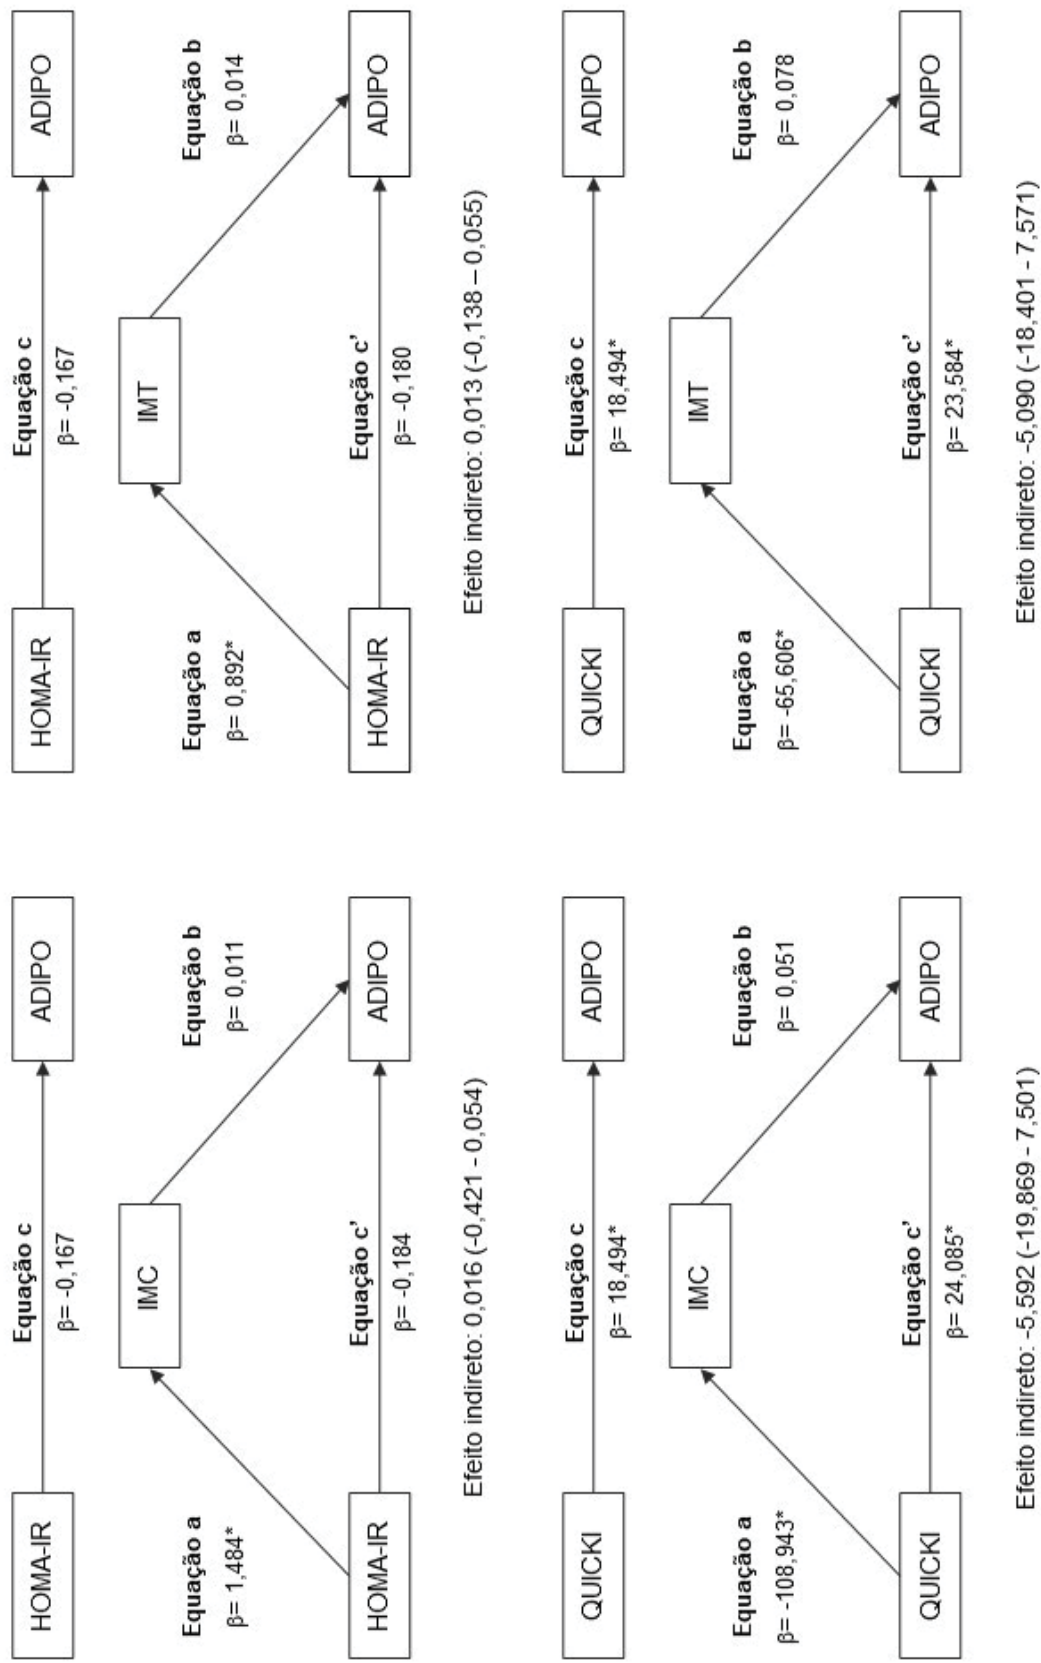 HOMA-IR
Equação c
β= -0,167
ADIPO
Equação a
β= 1,484*
IMC
Equação b
β= 0,011
HOMA-IR
Equação c’
β= -0,184
ADIPO
Efeito indireto: 0,016 (-0,421 - 0,054)
HOMA-IR
Equação c
β= -0,167
ADIPO
Equação a
β= 0,892*
IMT
Equação b
β= 0,014
HOMA-IR
Equação c’
β= -0,180
ADIPO
Efeito indireto: 0,013 (-0,138 – 0,055)
QUICKI
Equação c
β= 18,494*
ADIPO
Equação a
β= -108,943*
IMC
Equação b
β= 0,051
QUICKI
Equação c’
β= 24,085*
ADIPO
Efeito indireto: -5,592 (-19,869 - 7,501)
QUICKI
Equação c
β= 18,494*
ADIPO
Equação a
β= -65,606*
IMT
Equação b
β= 0,078
QUICKI
Equação c’
β= 23,584*
ADIPO
Efeito indireto: -5,090 (-18,401 - 7,571)